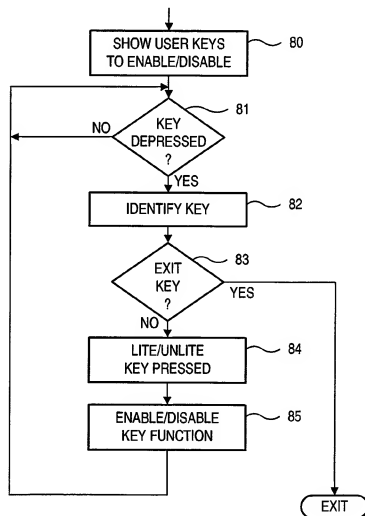 SHOW USER KEYS
TO ENABLE/DISABLE
80
81
KEY
DEPRESSED
?
NO
YES
IDENTIFY KEY
82
83
EXIT
KEY
?
YES
NO
LITE/UNLITE
KEY PRESSED
84
ENABLE/DISABLE
KEY FUNCTION
85
EXIT